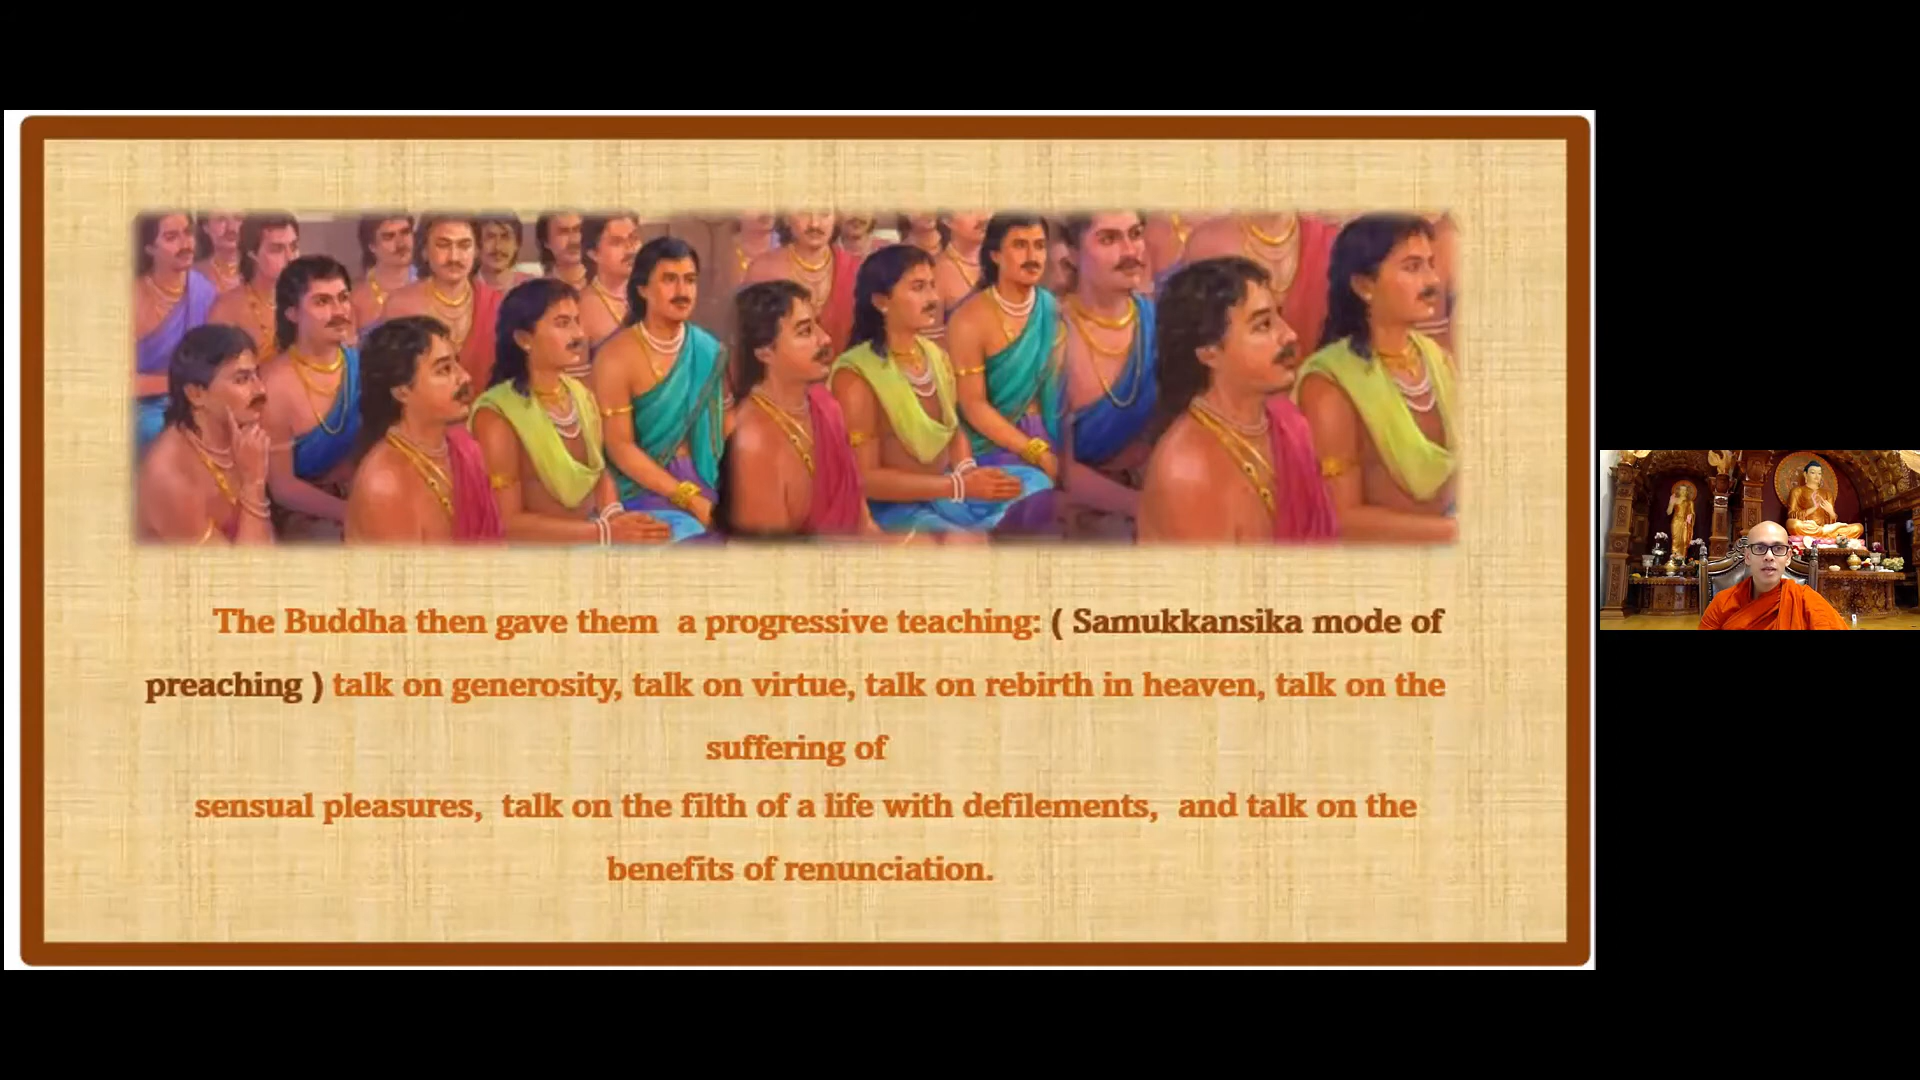 The Buddha then gave them a progressive teaching: ( Samukkansika mode of
preaching ) talk on generosity, talk on virtue, talk on rebirth in heaven, talk on the
suffering of
sensual pleasures, talk on the filth of a life with defilements, and talk on the
benefits of renunciation.